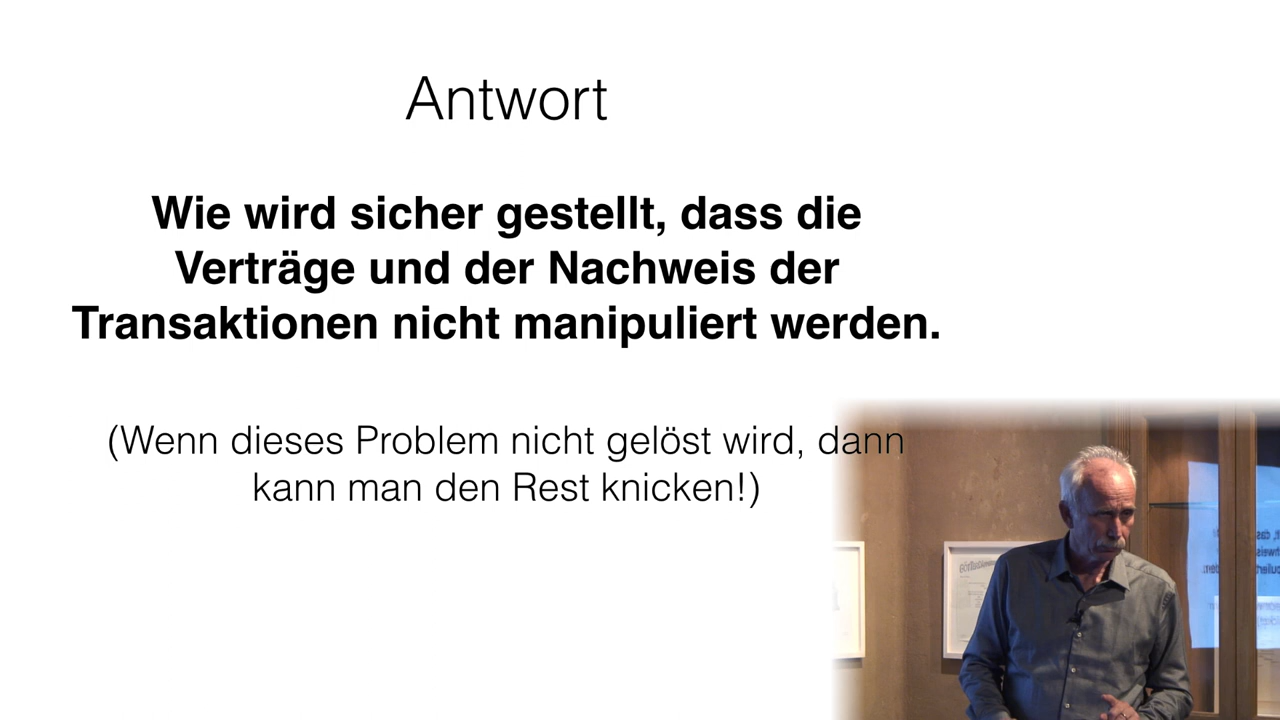 Antwort
Wie wird sicher gestellt, dass die
Verträge und der Nachweis der
Transaktionen nicht manipuliert werden.
(Wenn dieses Problem nicht gelöst wird, dann
kann man den Rest knicken!)